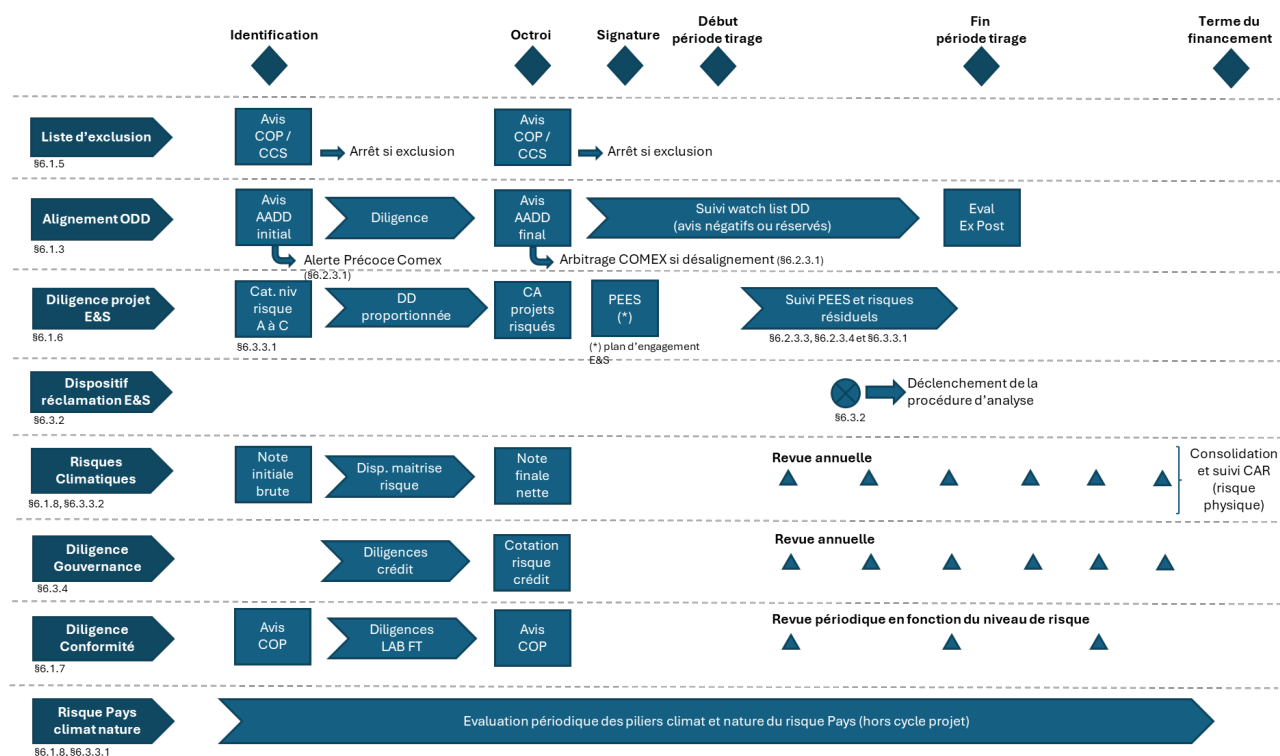 Identification
Octroi
Signature
Début
période tirage
Fin
période tirage
Terme du
financement
Liste d'exclusion
§6.1.5
Avis
COP /
CCS
Arrêt si exclusion
Avis
COP /
CCS
Arrêt si exclusion
Alignement ODD
§6.1.3
Avis
AADD
initial
Alerte Précoce Comex
(§6.2.3.1)
Diligence
Avis
AADD
final
Arbitrage COMEX si désalignement (§6.2.3.1)
Suivi watch list DD
(avis négatifs ou réservés)
Eval
Ex Post
Diligence projet
E&S
§6.1.6
Cat. niv
risque
A à C
§6.3.3.1
DD
proportionnée
CA
projets
risqués
PEES
(*)
(*) plan d'engagement
E&S
Suivi PEES et risques
résiduels
§6.2.3.3, §6.2.3.4 et §6.3.3.1
Dispositif
réclamation E&S
§6.3.2
§6.3.2
Déclenchement de la
procédure d'analyse
Risques
Climatiques
§6.1.8, §6.3.3.2
Note
initiale
brute
Disp. maitrise
risque
Note
finale
nette
Revue annuelle
Consolidation
et suivi CAR
(risque
physique)
Diligence
Gouvernance
§6.3.4
Diligences
crédit
Cotation
risque
crédit
Revue annuelle
Diligence
Conformité
§6.1.7
Avis
COP
Diligences
LAB FT
Avis
COP
Revue périodique en fonction du niveau de risque
Risque Pays
climat nature
§6.1.8, §6.3.3.1
Evaluation périodique des piliers climat et nature du risque Pays (hors cycle projet)